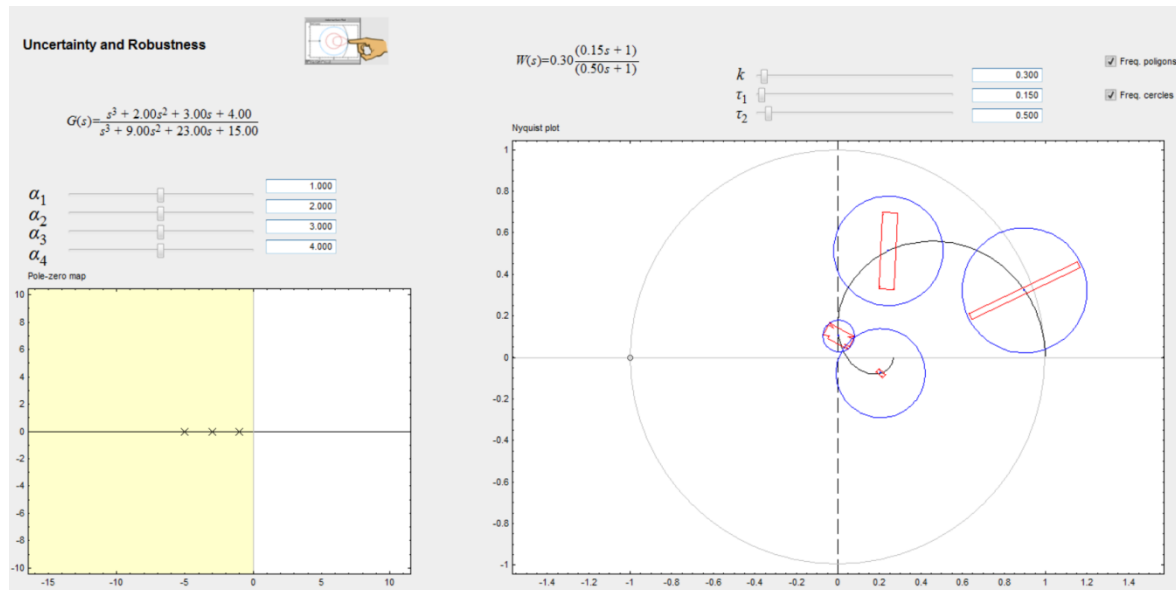 Uncertainty and Robustness
G(s)=(s³ + 2.00s² + 3.00s + 4.00)/(s³ + 9.00s² + 23.00s + 15.00)
α₁ 1.000
α₂ 2.000
α₃ 3.000
α₄ 4.000
Pole-zero map
10
8
6
4
2
0
-2
-4
-6
-8
-10
-15 -10 -5 0 5 10
W(s)=0.30(0.15s + 1)/(0.50s + 1)
k 0.300
τ₁ 0.150
τ₂ 0.500
Freq. poligons
Freq. cercles
Nyquist plot
1
0.8
0.6
0.4
0.2
0
-0.2
-0.4
-0.6
-0.8
-1
-1.4 -1.2 -1 -0.8 -0.6 -0.4 -0.2 0 0.2 0.4 0.6 0.8 1 1.2 1.4